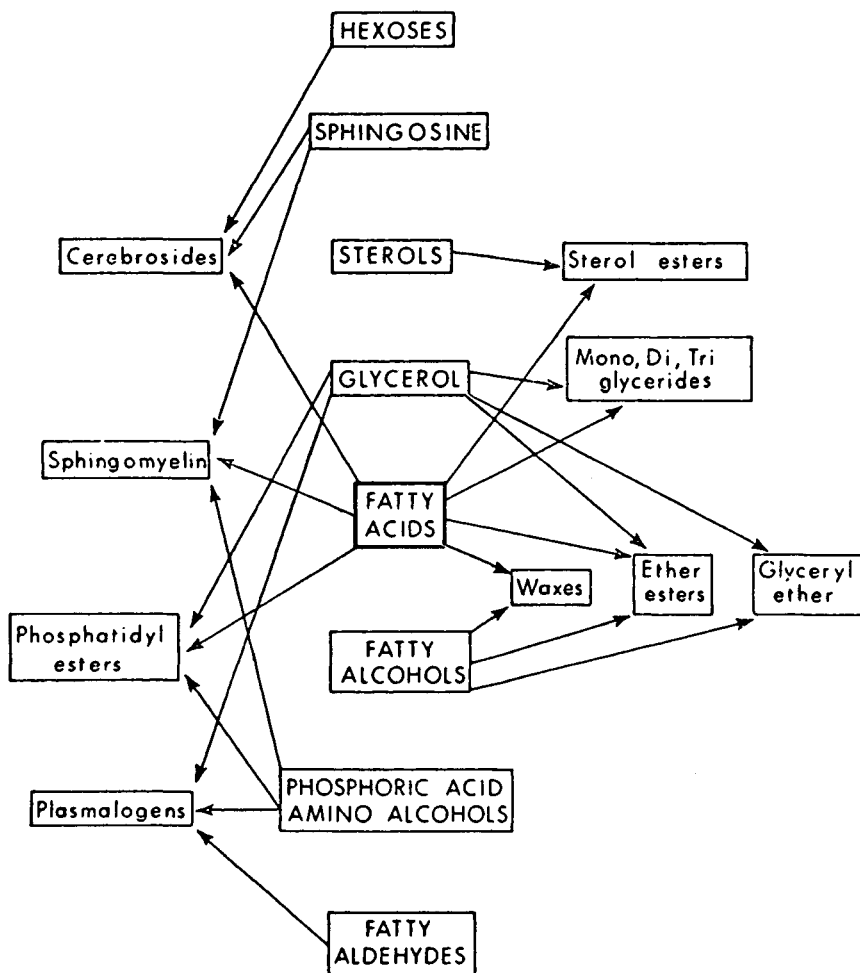 HEXOSES
SPHINGOSINE
Cerebrosides
STEROLS
Sterol esters
GLYCEROL
Mono, Di, Tri
glycerides
Sphingomyelin
FATTY
ACIDS
Waxes
Ether
esters
Glyceryl
ether
Phosphatidyl
esters
FATTY
ALCOHOLS
Plasmalogens
PHOSPHORIC ACID
AMINO ALCOHOLS
FATTY
ALDEHYDES